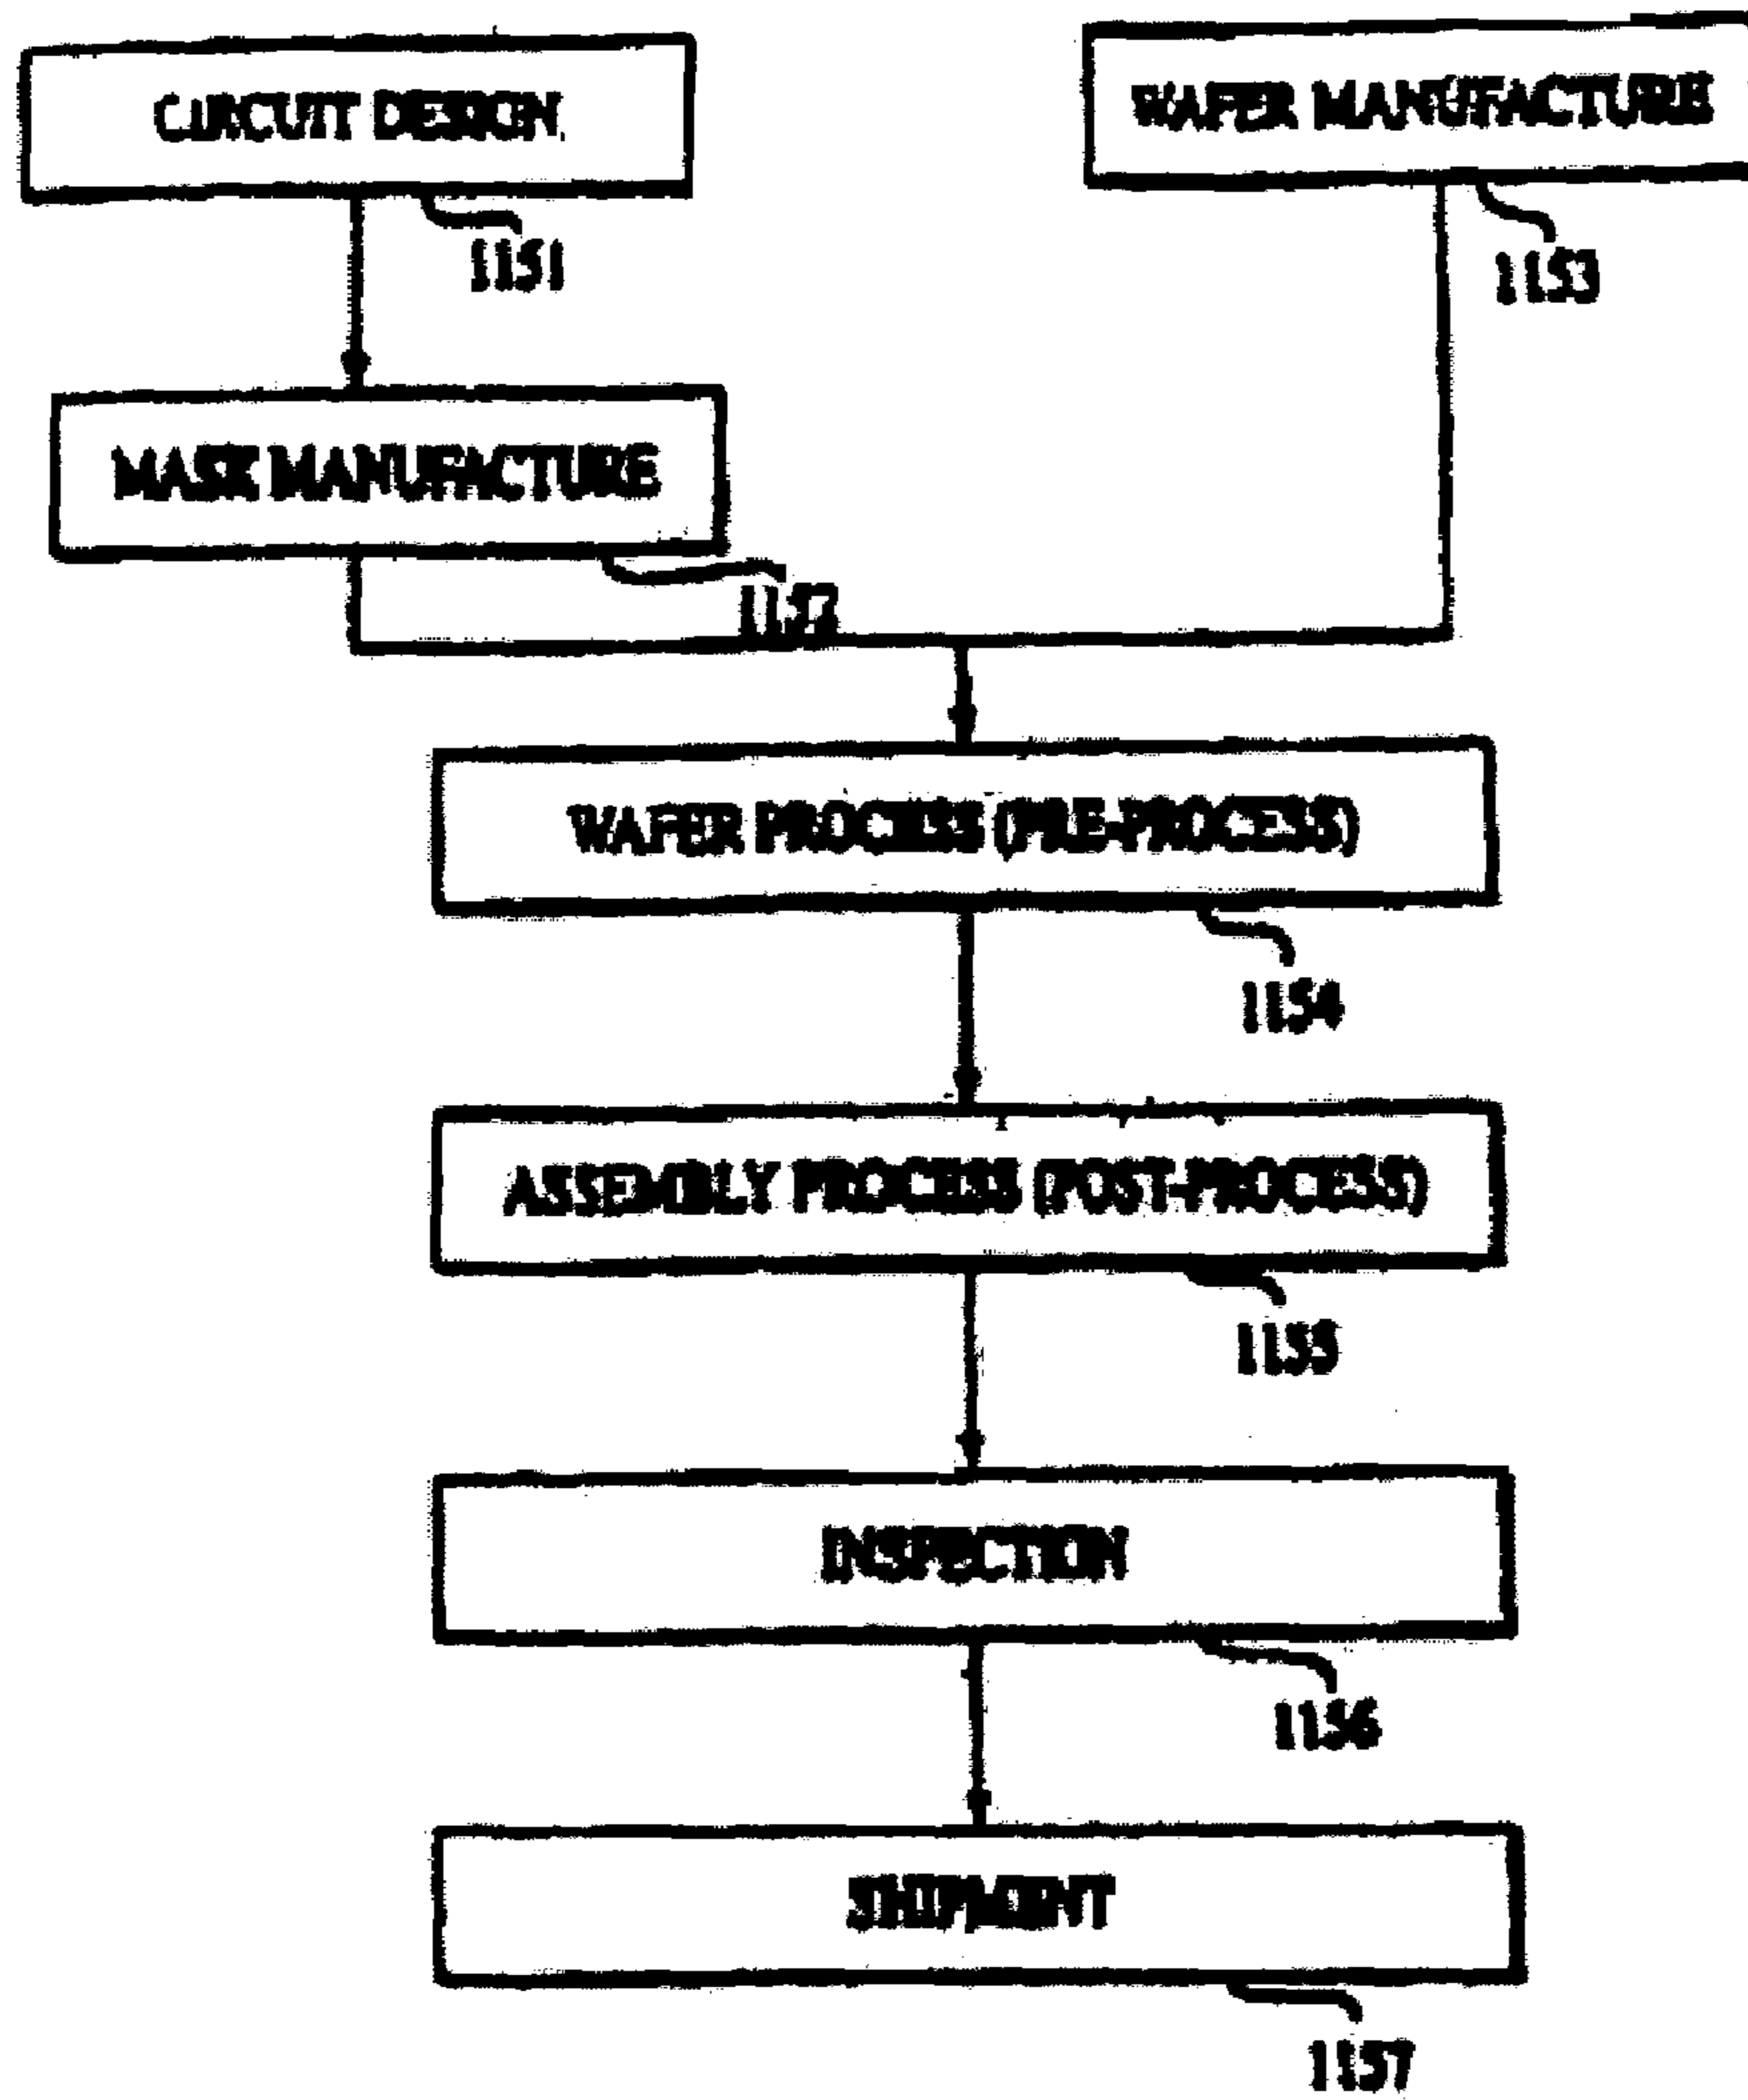 CIRCUIT DESIGN
WAFER MANUFACTURE
1151
1153
MASK MANUFACTURE
1152
WAFER PROCESS (PRE-PROCESS)
1154
ASSEMBLY PROCESS (POST-PROCESS)
1155
INSPECTION
1156
SHIPMENT
1157